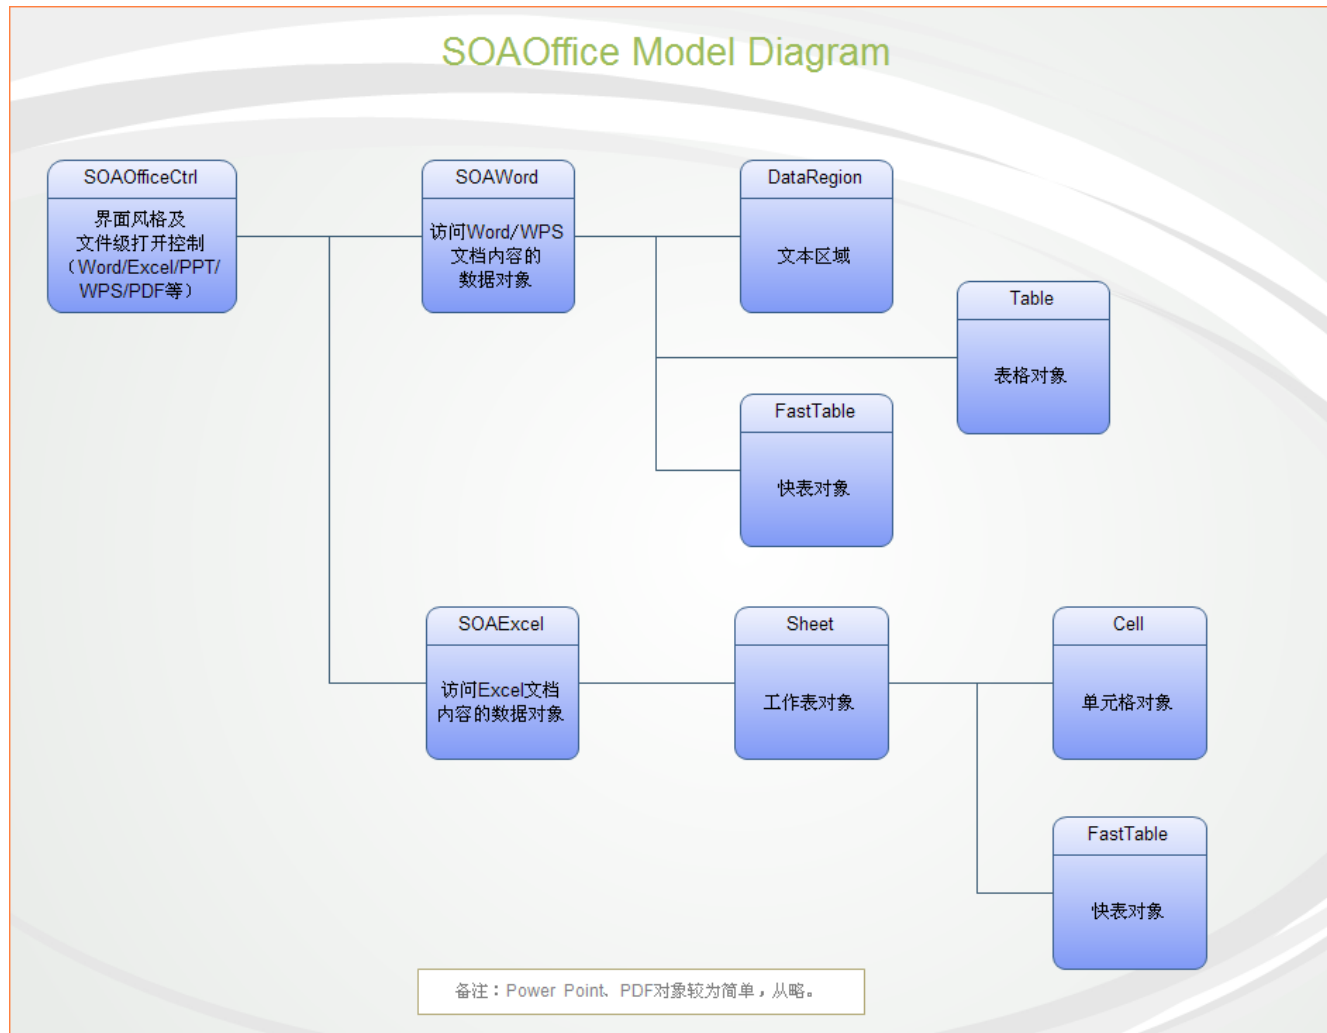 SOAOffice Model Diagram
SOAOfficeCtrl
界面风格及
文件级打开控制
（Word/Excel/PPT/
WPS/PDF等）
SOAWord
访问Word/WPS
文档内容的
数据对象
DataRegion
文本区域
Table
表格对象
FastTable
快表对象
SOAExcel
访问Excel文档
内容的数据对象
Sheet
工作表对象
Cell
单元格对象
FastTable
快表对象
备注：Power Point、PDF对象较为简单，从略。